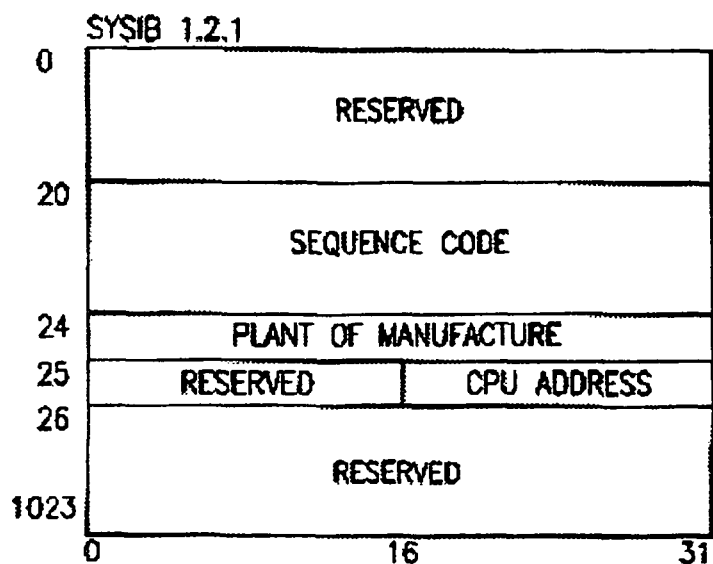 SYSIB 1.2.1
0
RESERVED
20
SEQUENCE CODE
24 PLANT OF MANUFACTURE
25 RESERVED CPU ADDRESS
26
RESERVED
1023
0 16 31